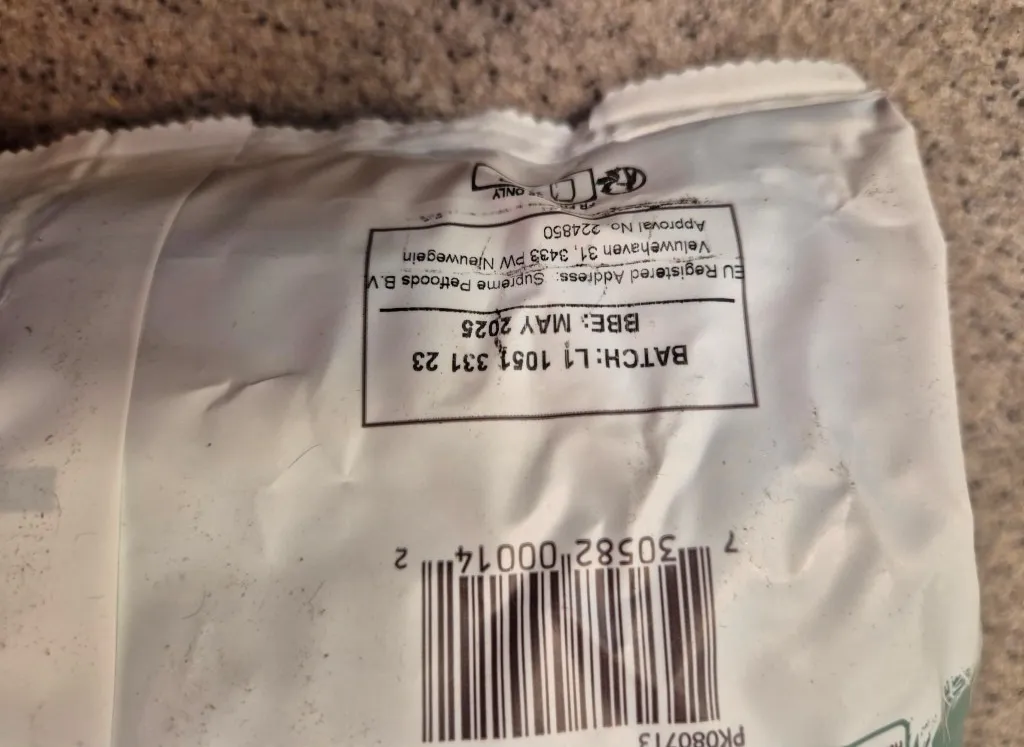 PK080713
7 30582 00014 2
BATCH:L1 1051 331 23
BBE: MAY 2025
EU Registered Address: Supreme Petfoods B.V
Veluwehaven 31, 3433 PW Nieuwegein
Approval No. 224850
ONLY